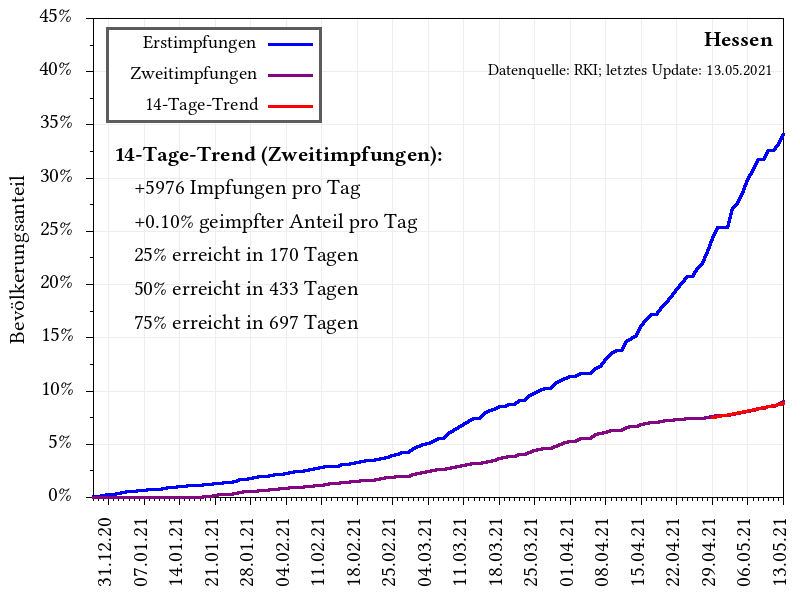 45%
40%
35%
30%
25%
20%
15%
10%
5%
0%
Bevölkerungsanteil
Erstimpfungen
Zweitimpfungen
14-Tage-Trend
Hessen
Datenquelle: RKI; letztes Update: 13.05.2021
14-Tage-Trend (Zweitimpfungen):
+5976 Impfungen pro Tag
+0.10% geimpfter Anteil pro Tag
25% erreicht in 170 Tagen
50% erreicht in 433 Tagen
75% erreicht in 697 Tagen
31.12.20
07.01.21
14.01.21
21.01.21
28.01.21
04.02.21
11.02.21
18.02.21
25.02.21
04.03.21
11.03.21
18.03.21
25.03.21
01.04.21
08.04.21
15.04.21
22.04.21
29.04.21
06.05.21
13.05.21